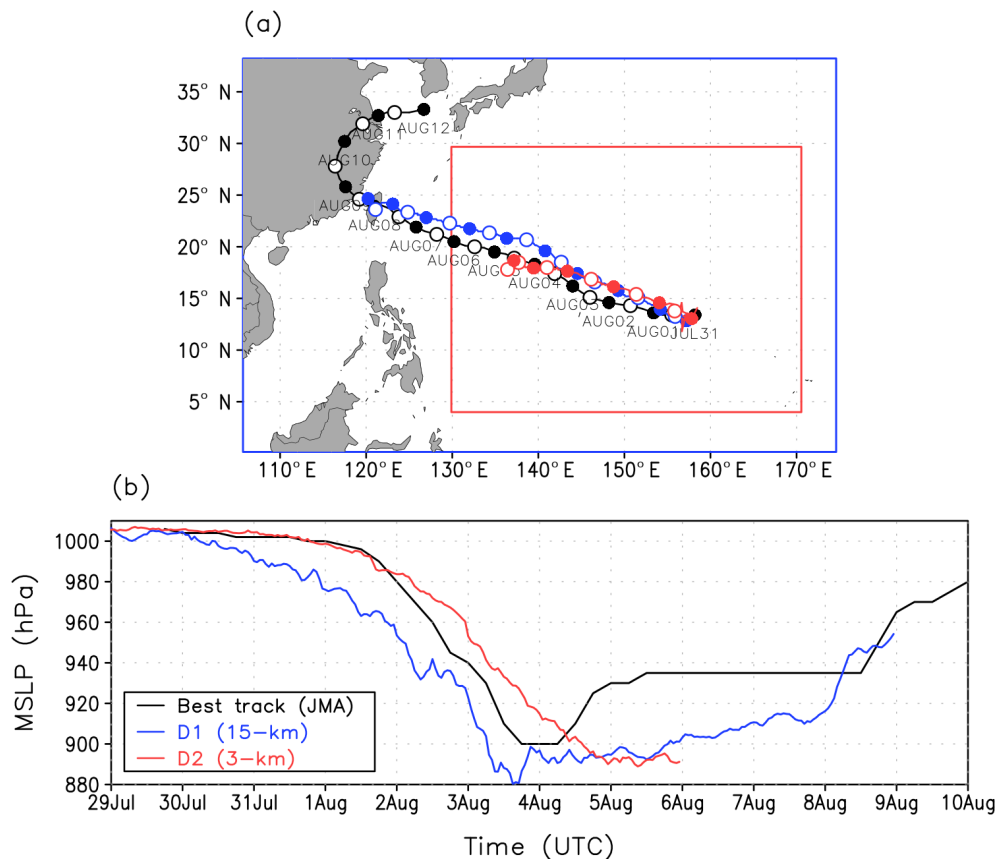 (a)
35° N
30° N
25° N
20° N
15° N
10° N
5° N
AUG12
AUG11
AUG10
AUG09
AUG08
AUG07
AUG06
AUG04
AUG03
AUG02
AUG01
JUL31
110° E
120° E
130° E
140° E
150° E
160° E
170° E
(b)
MSLP (hPa)
1000
980
960
940
920
900
880
Best track (JMA)
D1 (15-km)
D2 (3-km)
29Jul 30Jul 31Jul 1Aug 2Aug 3Aug 4Aug 5Aug 6Aug 7Aug 8Aug 9Aug 10Aug
Time (UTC)